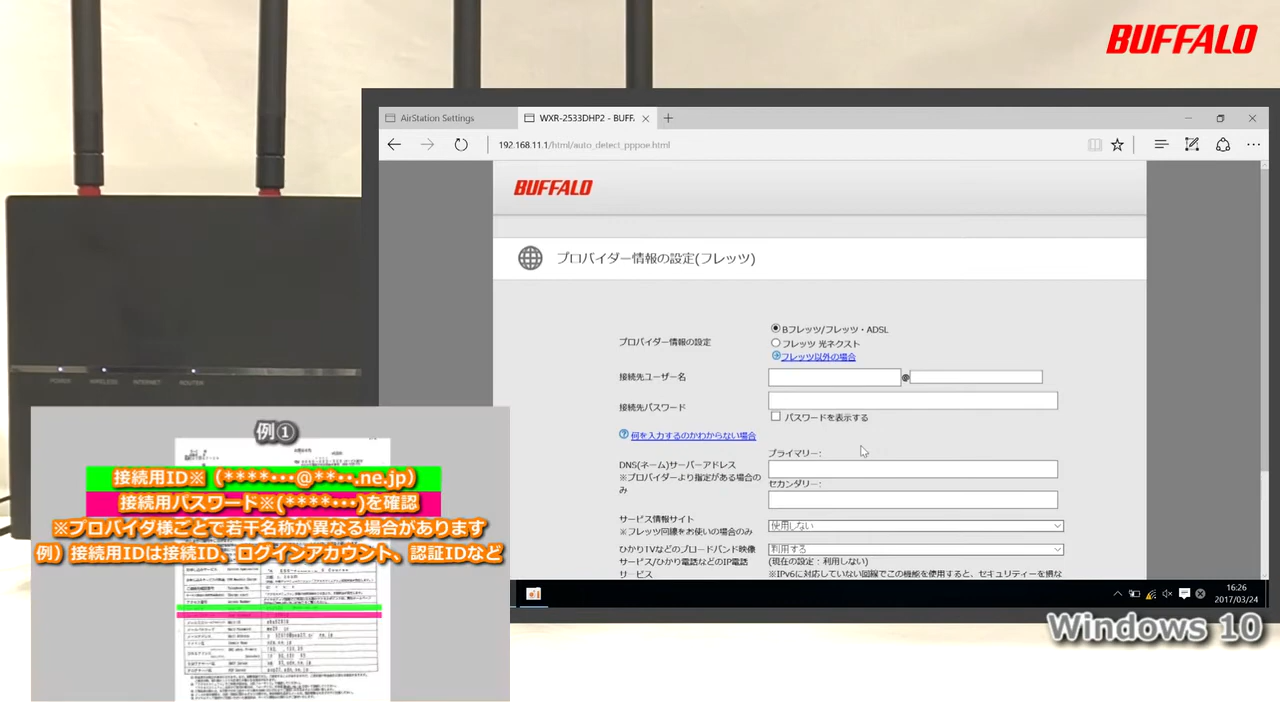 BUFFALO
AirStation Settings
WXR-2533DHP2 - BUFF
192.168.11.1/html/auto_detect_pppoe.html
BUFFALO
プロバイダー情報の設定(フレッツ)
プロバイダー情報の設定
Bフレッツ/フレッツ・ADSL
フレッツ 光ネクスト
フレッツ以外の場合
接続先ユーザー名
@
接続先パスワード
パスワードを表示する
何を入力するのかわからない場合
DNS(ネーム)サーバーアドレス
※プロバイダーより指定がある場合の
み
プライマリー:
セカンダリー:
サービス情報サイト
※フレッツ回線をお使いの場合のみ
使用しない
ひかりTVなどのブロードバンド映像
サービス/ひかり電話などのIP電話
サービス
利用する
(現在の設定:利用しない)
※IPv6に対応していない回線でこの機能を使用すると、セキュリティーを損な
16:26
2017/03/24
Windows 10
POWER
WIRELESS
INTERNET
ROUTER
例①
接続用ID※(****・・・@**・・.ne.jp)
接続用パスワード※(****・・・)を確認
※プロバイダ様ごとで若干名称が異なる場合があります
例）接続用IDは接続ID、ログインアカウント、認証IDなど